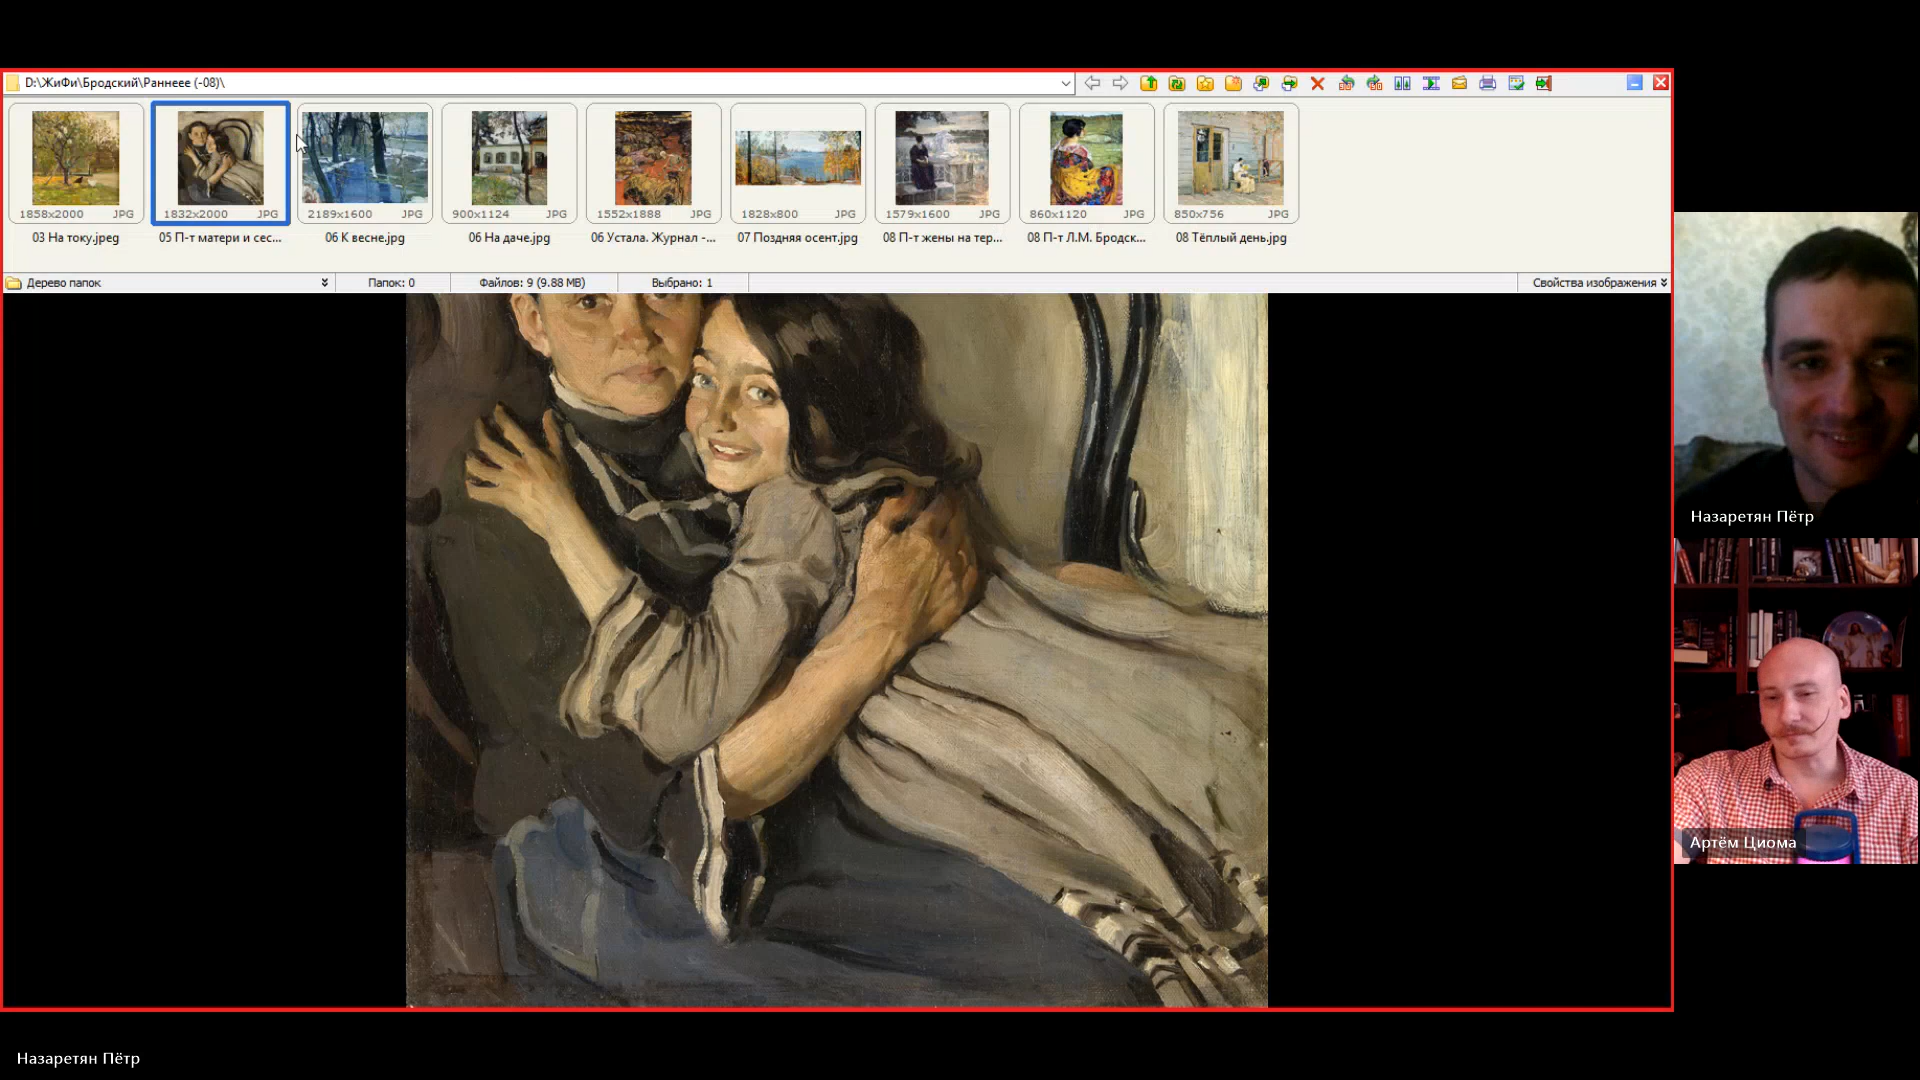 D:\ЖиФи\Бродский\Раннеее (-08)\
1858x2000 JPG
1832x2000 JPG
2189x1600 JPG
900x1124 JPG
1552x1888 JPG
1828x800 JPG
1579x1600 JPG
860x1120 JPG
850x756 JPG
03 На току.jpeg
05 П-т матери и сес...
06 К весне.jpg
06 На даче.jpg
06 Устала. Журнал -...
07 Поздняя осент.jpg
08 П-т жены на тер...
08 П-т Л.М. Бродск...
08 Тёплый день.jpg
Дерево папок
Папок: 0
Файлов: 9 (9.88 MB)
Выбрано: 1
Свойства изображения
Назаретян Пётр
Артём Циома
Назаретян Пётр